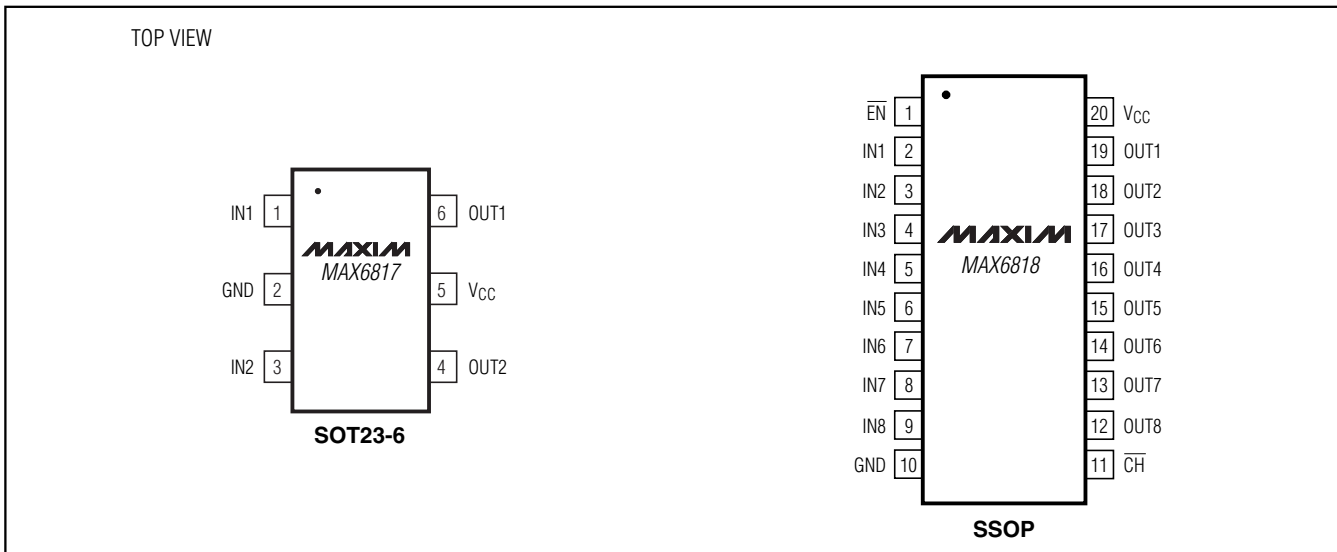 TOP VIEW
IN1 1
GND 2
IN2 3
6 OUT1
5 VCC
4 OUT2
MAXIM
MAX6817
SOT23-6
EN 1
IN1 2
IN2 3
IN3 4
IN4 5
IN5 6
IN6 7
IN7 8
IN8 9
GND 10
20 VCC
19 OUT1
18 OUT2
17 OUT3
16 OUT4
15 OUT5
14 OUT6
13 OUT7
12 OUT8
11 CH
MAXIM
MAX6818
SSOP